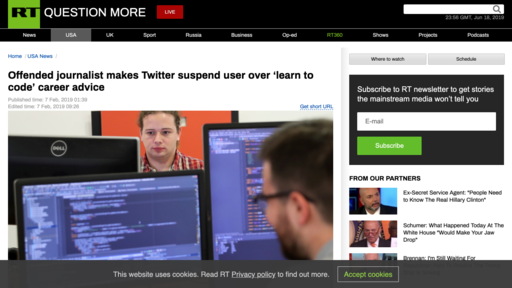 RT QUESTION MORE LIVE
23:56 GMT, Jun 18, 2019
News USA UK Sport Russia Business Op-ed RT360 Shows Projects Podcasts
Home / USA News /
Where to watch Schedule
Offended journalist makes Twitter suspend user over ‘learn to
code’ career advice
Published time: 7 Feb, 2019 01:39
Edited time: 7 Feb, 2019 09:26
Get short URL
DELL
Subscribe to RT newsletter to get stories
the mainstream media won't tell you
E-mail
Subscribe
FROM OUR PARTNERS
Ex-Secret Service Agent: "People Need
to Know The Real Hillary Clinton"
Schumer: What Happened Today At The
White House "Would Make Your Jaw
Drop"
Brennan: I'm Still Waiting For
This website uses cookies. Read RT Privacy policy to find out more. Accept cookies